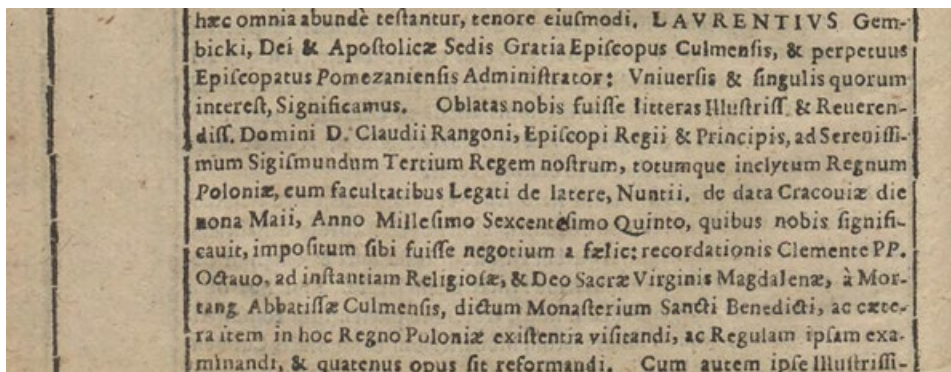 hæc omnia abundè teſtantur, tenore eiuſmodi, LAVRENTIVS Gem-
bicki, Dei & Apoſtolicæ Sedis Gratia Epiſcopus Culmenſis, & perpetuus
Epiſcopatus Pomezanienſis Adminiſtrator: Vniuerſis & ſingulis quorum
intereſt, Significamus. Oblatas nobis fuiſſe litteras Illuſtriſſ. & Reueren-
diſſ. Domini D. Claudii Rangoni, Epiſcopi Regii & Principis, ad Sereniſſi-
mum Sigiſmundum Tertium Regem noſtrum, totumque inclytum Regnum
Poloniæ, cum facultatibus Legati de latere, Nuntii, de data Cracouiæ die
nona Maii, Anno Milleſimo Sexcenteſimo Quinto, quibus nobis ſignifi-
cauit, impoſitum ſibi fuiſſe negotium a fælic: recordationis Clemente PP.
Octauo, ad inſtantiam Religioſæ, & Deo Sacræ Virginis Magdalenæ, à Mor-
tang Abbatiſſæ Culmenſis, dictum Monaſterium Sancti Benedicti, ac cæte-
ra item in hoc Regno Poloniæ exiſtentia viſitandi, ac Regulam ipſam exa-
minandi, & quatenus opus ſit reformandi. Cum autem ipſe Illuſtriſſi-